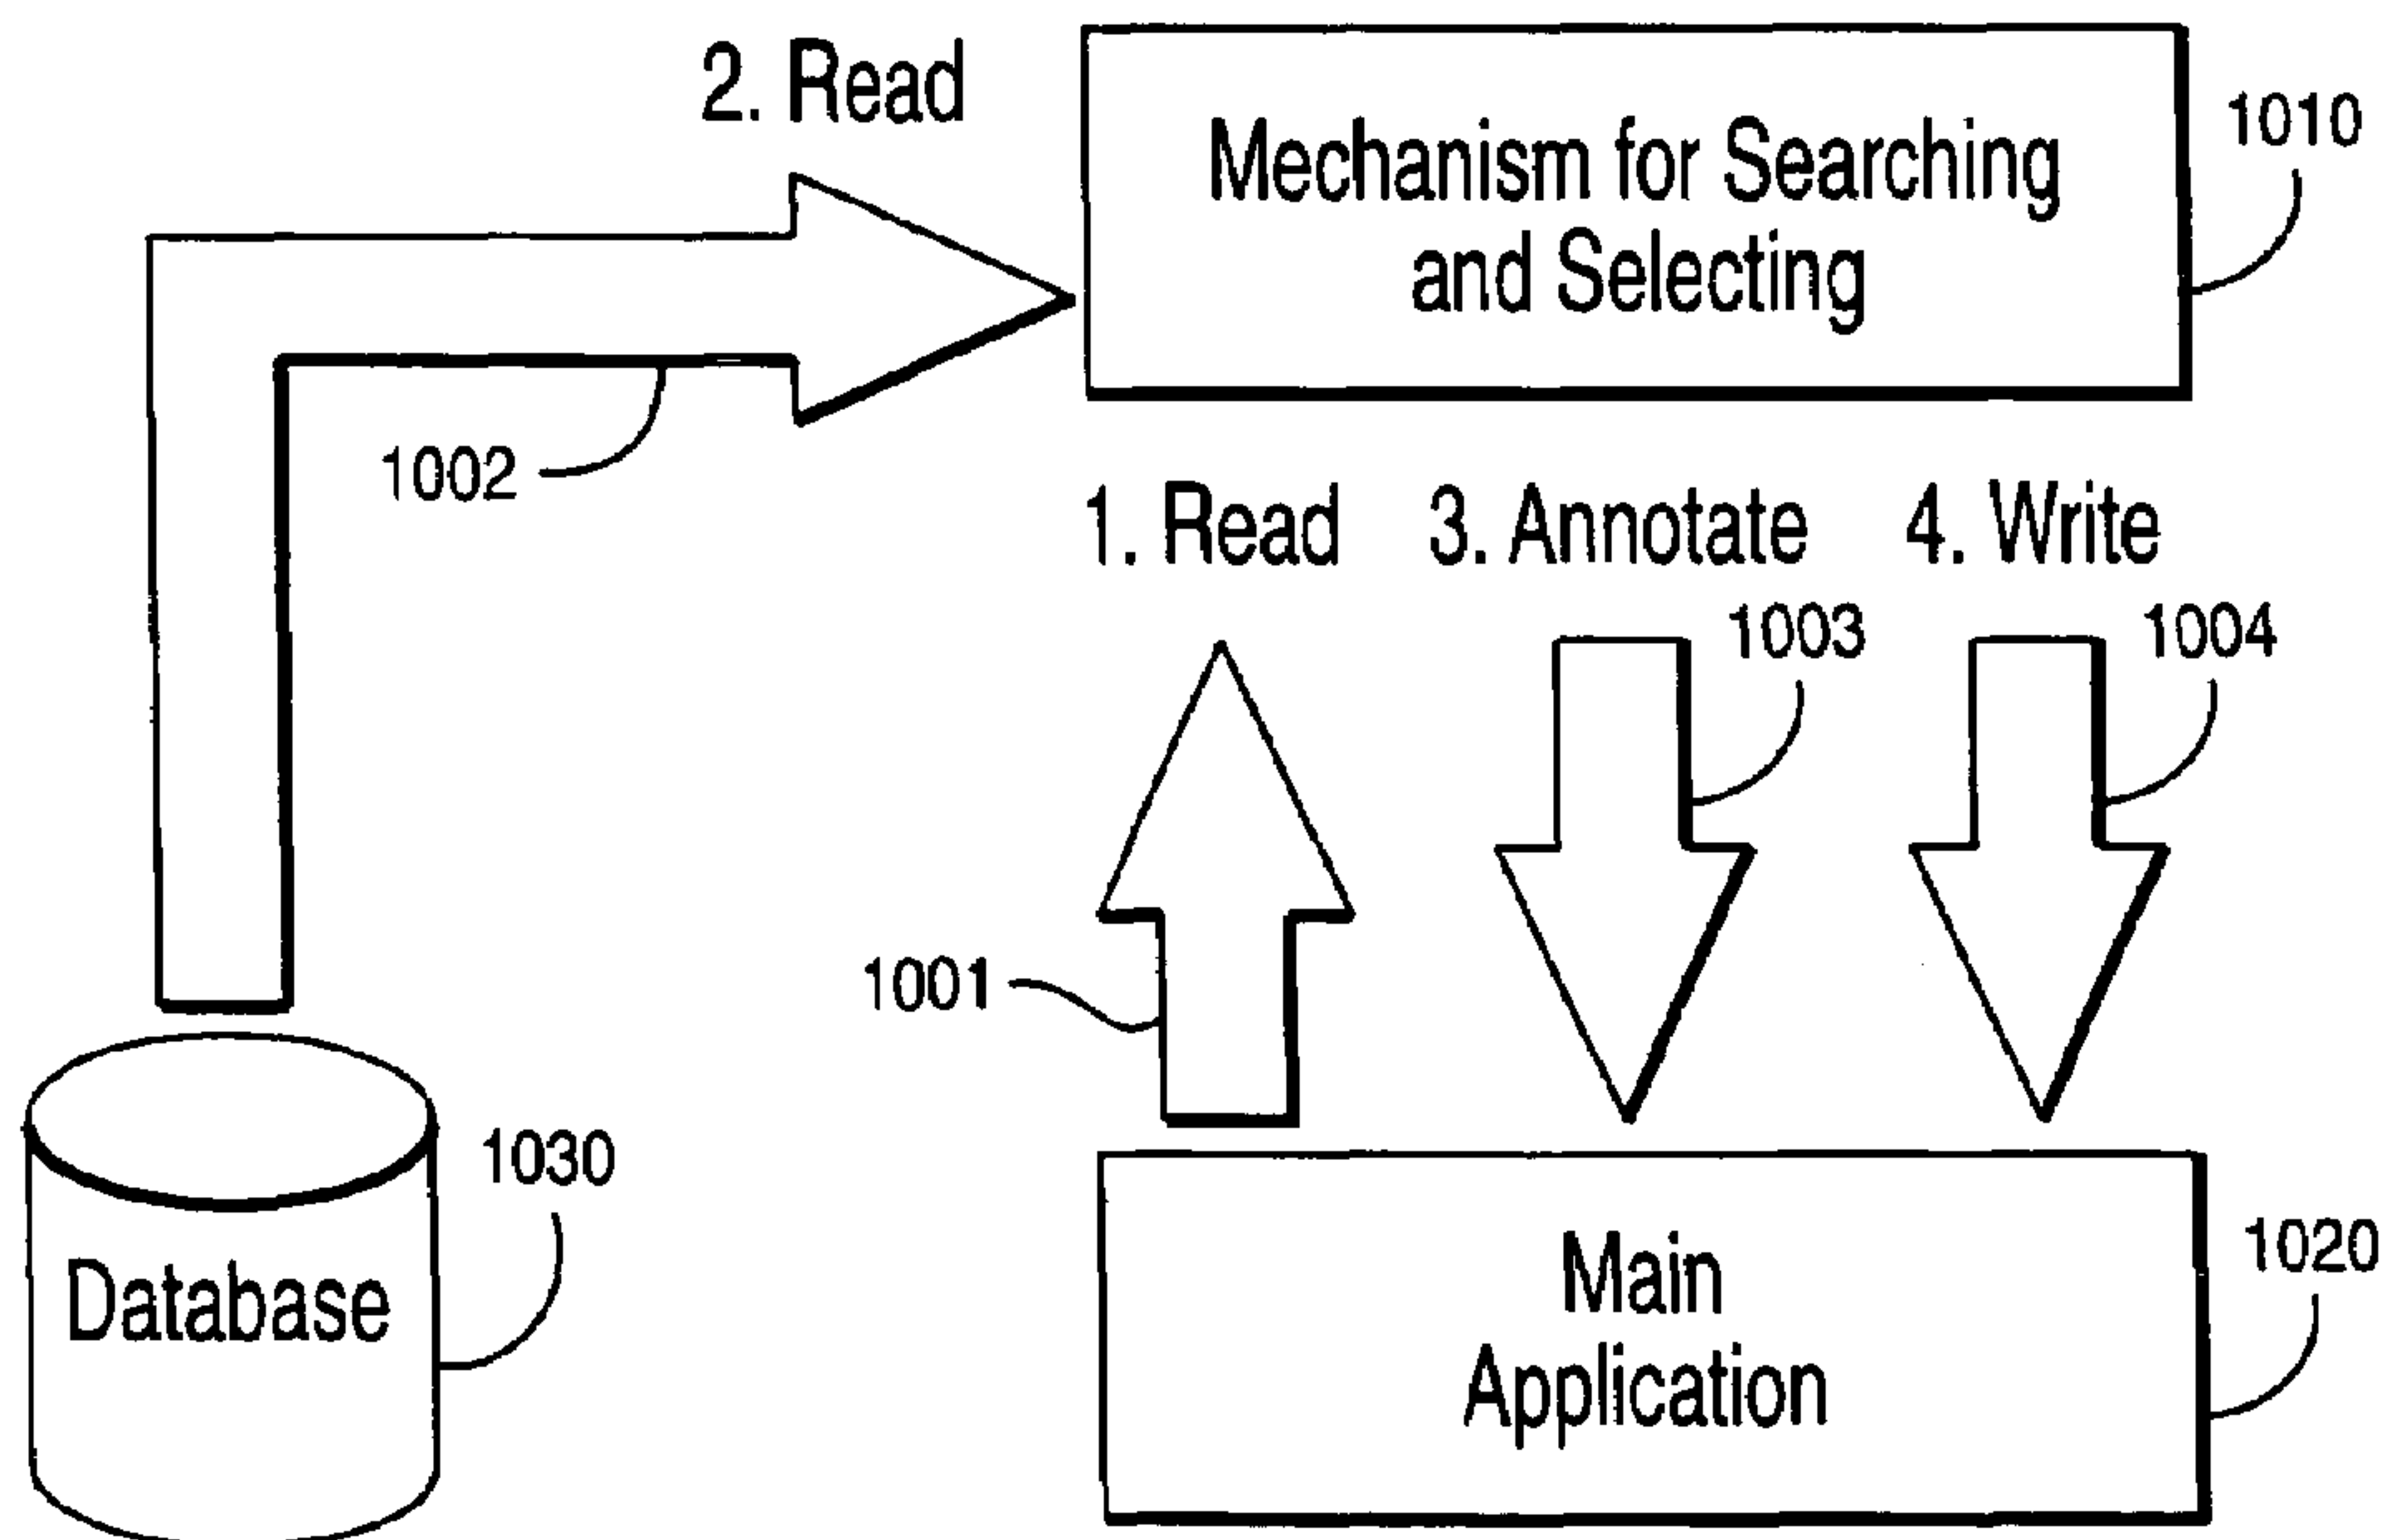 2. Read
Mechanism for Searching
and Selecting
1010
1002
1. Read
3. Annotate
4. Write
1003
1004
1001
1030
Database
Main
Application
1020